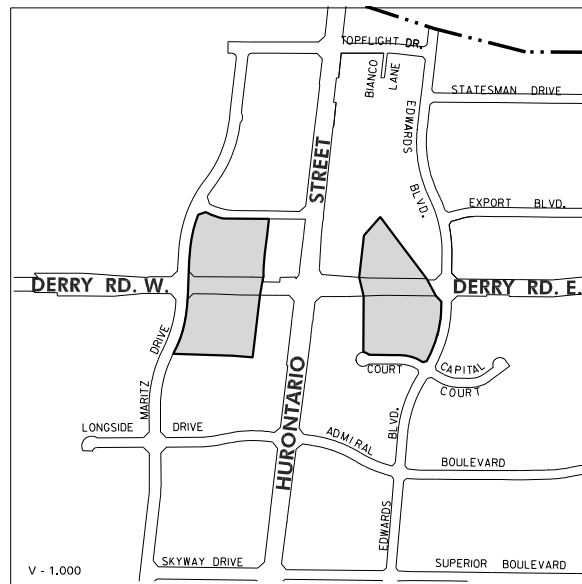 TOPFLIGHT DR.
BIANCO
LANE
STATESMAN DRIVE
EDWARDS
BLVD.
STREET
EXPORT BLVD.
DERRY RD. W.
DERRY RD. E.
DRIVE
MARITZ
COURT
CAPITAL
COURT
HURONTARIO
LONGSIDE DRIVE
ADMIRAL
BLVD.
BOULEVARD
EDWARDS
SKYWAY DRIVE
SUPERIOR BOULEVARD
V - 1.000